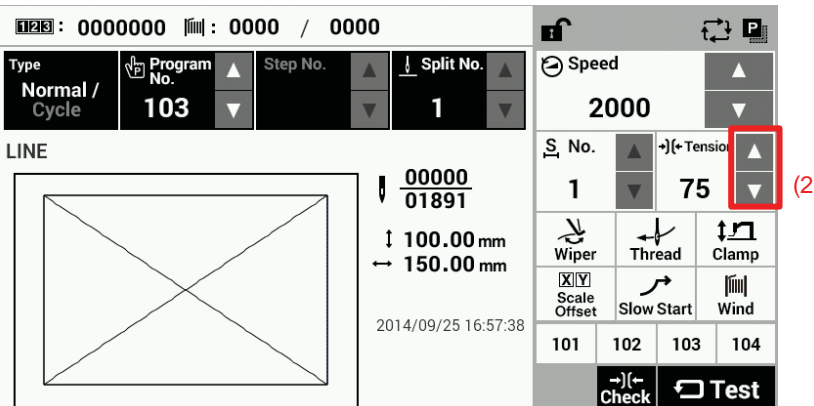 123 : 0000000 : 0000 / 0000
P
Type
Normal /
Cycle
P Program
No.
103
Step No.
Split No.
1
Speed
2000
LINE
S No.
1
Tension
75
(2
00000
01891
100.00 mm
150.00 mm
2014/09/25 16:57:38
Wiper
Thread
Clamp
X Y
Scale
Offset
Slow Start
Wind
101 102 103 104
Check
Test